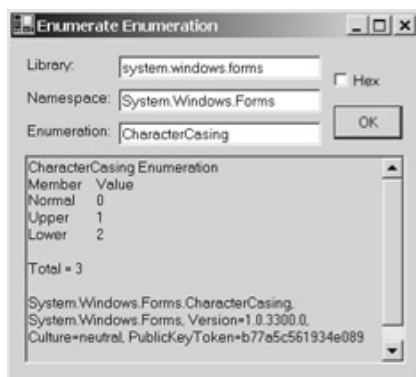 Enumerate Enumeration
Library: system.windows.forms
Hex
Namespace: System.Windows.Forms
OK
Enumeration: CharacterCasing
CharacterCasing Enumeration
Member Value
Normal 0
Upper 1
Lower 2
Total = 3
System.Windows.Forms.CharacterCasing,
System.Windows.Forms, Version=1.0.3300.0,
Culture=neutral, PublicKeyToken=b77a5c561934e089